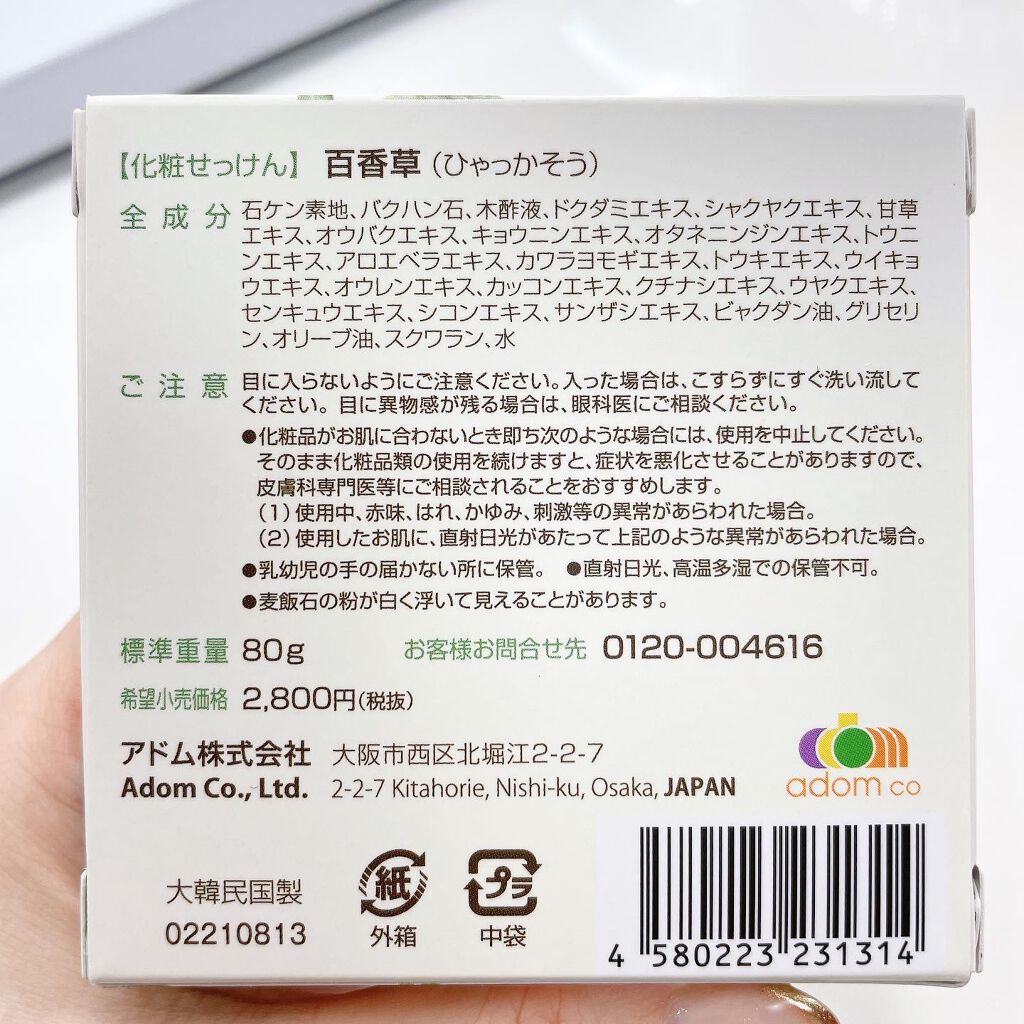 【化粧せっけん】 百香草(ひゃっかそう)
全成分 石ケン素地、バクハン石、木酢液、ドクダミエキス、シャクヤクエキス、甘草
エキス、オウバクエキス、キョウニンエキス、オタネニンジンエキス、トウニ
ンエキス、アロエベラエキス、カワラヨモギエキス、トウキエキス、ウイキョ
ウエキス、オウレンエキス、カッコンエキス、クチナシエキス、ウヤクエキス、
センキュウエキス、シコンエキス、サンザシエキス、ビャクダン油、グリセリ
ン、オリーブ油、スクワラン、水
ご注意 目に入らないようにご注意ください。入った場合は、こすらずにすぐ洗い流して
ください。目に異物感が残る場合は、眼科医にご相談ください。
●化粧品がお肌に合わないとき即ち次のような場合には、使用を中止してください。
そのまま化粧品類の使用を続けますと、症状を悪化させることがありますので、
皮膚科専門医等にご相談されることをおすすめします。
(1)使用中、赤味、はれ、かゆみ、刺激等の異常があらわれた場合。
(2)使用したお肌に、直射日光があたって上記のような異常があらわれた場合。
●乳幼児の手の届かない所に保管。 ●直射日光、高温多湿での保管不可。
●麦飯石の粉が白く浮いて見えることがあります。
標準重量 80g お客様お問合せ先 0120-004616
希望小売価格 2,800円(税抜)
アドム株式会社 大阪市西区北堀江2-2-7
Adom Co., Ltd. 2-2-7 Kitahorie, Nishi-ku, Osaka, JAPAN
adom co
大韓民国製
02210813
紙
外箱
プラ
中袋
4 580223 231314